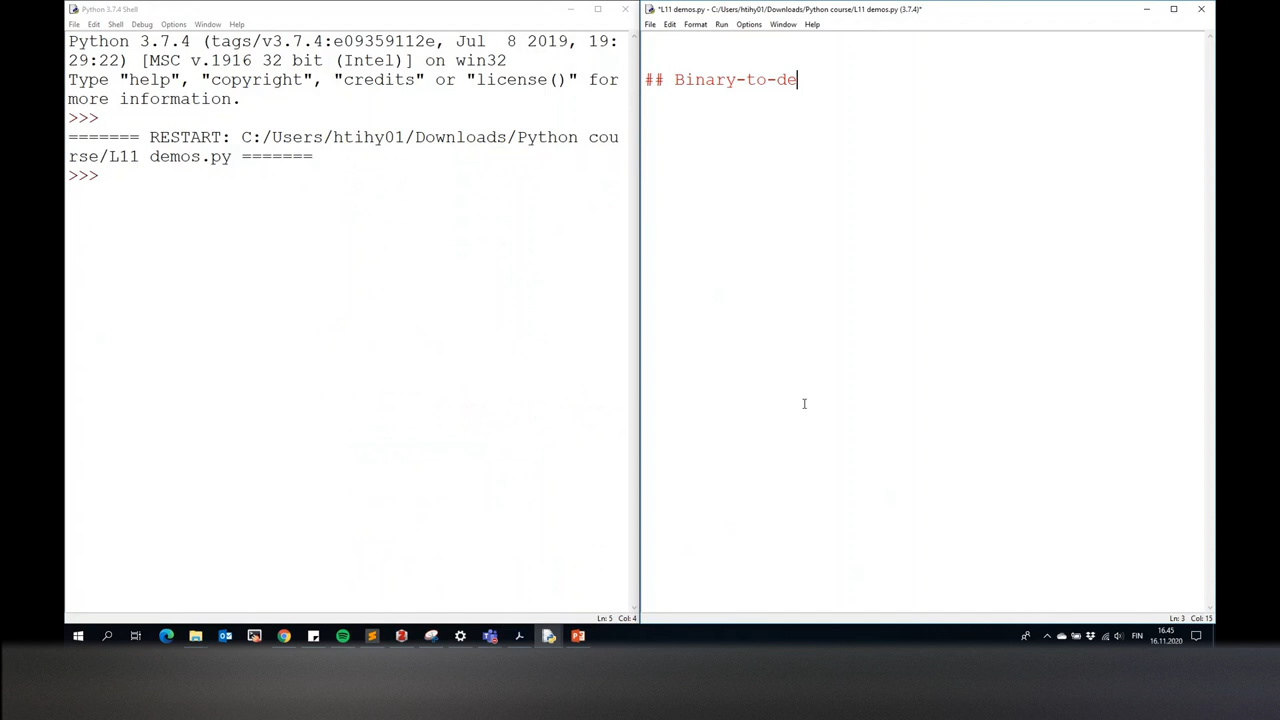 Python 3.7.4 Shell
File Edit Shell Debug Options Window Help
Python 3.7.4 (tags/v3.7.4:e09359112e, Jul  8 2019, 19:
29:22) [MSC v.1916 32 bit (Intel)] on win32
Type "help", "copyright", "credits" or "license()" for
more information.
>>>
======= RESTART: C:/Users/htihy01/Downloads/Python cou
rse/L11 demos.py =======
>>>
Ln: 5 Col: 4
*L11 demos.py - C:/Users/htihy01/Downloads/Python course/L11 demos.py (3.7.4)*
File Edit Format Run Options Window Help
## Binary-to-de
Ln: 3 Col: 15
FIN
16.45
16.11.2020